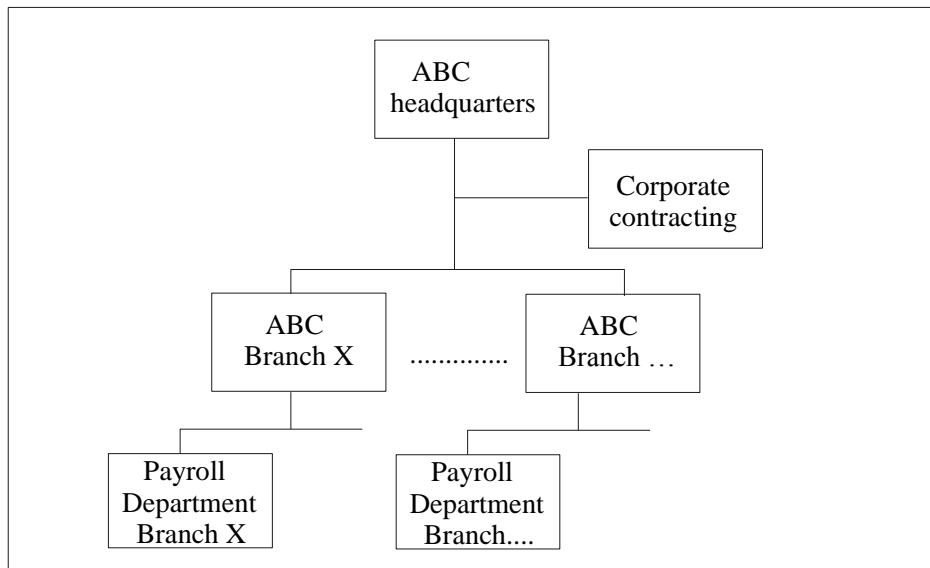 ABC
headquarters
Corporate
contracting
ABC
Branch X
..............
ABC
Branch …
Payroll
Department
Branch X
Payroll
Department
Branch....